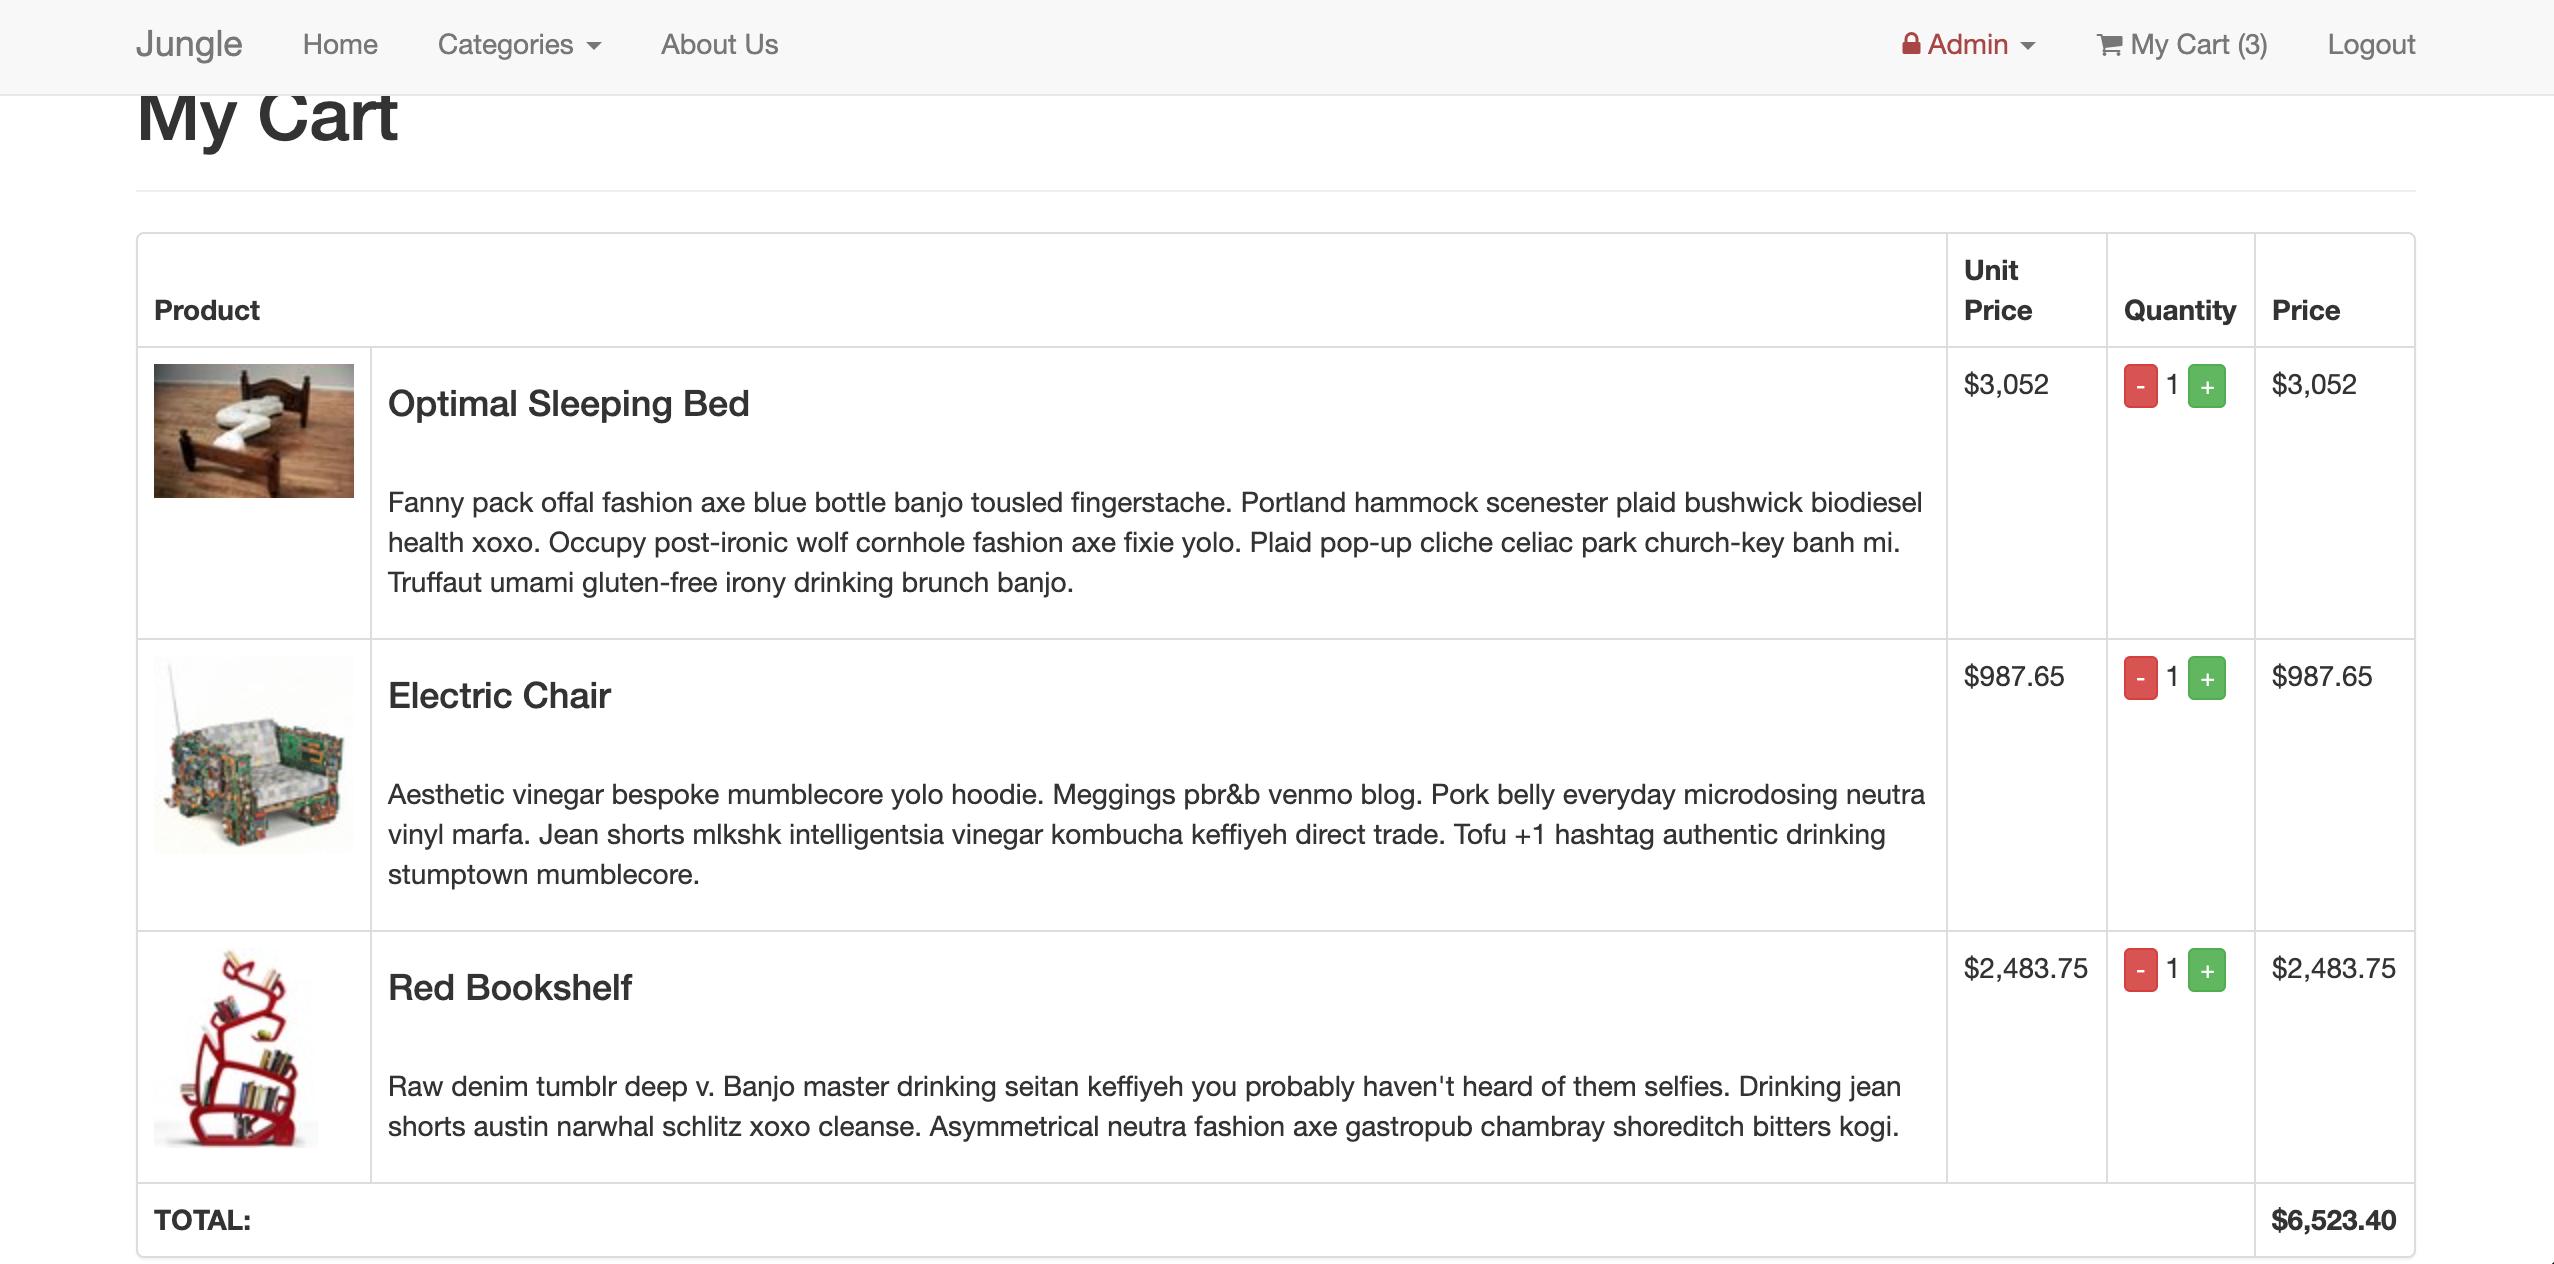 Jungle Home Categories About Us Admin My Cart (3) Logout
My Cart
Product Unit Price Quantity Price
Optimal Sleeping Bed $3,052 - 1 + $3,052
Fanny pack offal fashion axe blue bottle banjo tousled fingerstache. Portland hammock scenester plaid bushwick biodiesel
health xoxo. Occupy post-ironic wolf cornhole fashion axe fixie yolo. Plaid pop-up cliche celiac park church-key banh mi.
Truffaut umami gluten-free irony drinking brunch banjo.
Electric Chair $987.65 - 1 + $987.65
Aesthetic vinegar bespoke mumblecore yolo hoodie. Meggings pbr&b venmo blog. Pork belly everyday microdosing neutra
vinyl marfa. Jean shorts mlkshk intelligentsia vinegar kombucha keffiyeh direct trade. Tofu +1 hashtag authentic drinking
stumptown mumblecore.
Red Bookshelf $2,483.75 - 1 + $2,483.75
Raw denim tumblr deep v. Banjo master drinking seitan keffiyeh you probably haven't heard of them selfies. Drinking jean
shorts austin narwhal schlitz xoxo cleanse. Asymmetrical neutra fashion axe gastropub chambray shoreditch bitters kogi.
TOTAL: $6,523.40